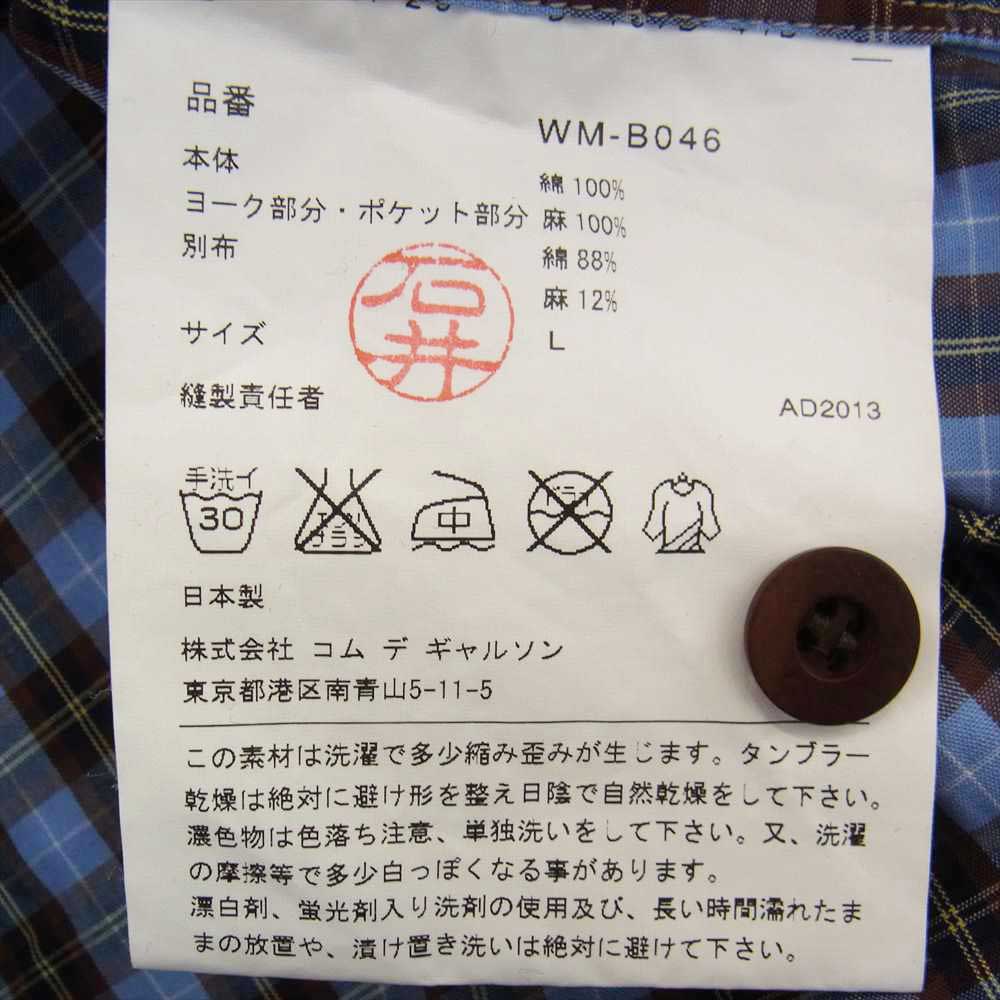 品番 WM-B046
本体 綿 100%
ヨーク部分・ポケット部分 麻 100%
別布 綿 88%
麻 12%
石井
サイズ L
縫製責任者 AD2013
手洗イ
30
エンソ
サラシ
中
ドライ
日本製
株式会社 コム デ ギャルソン
東京都港区南青山5-11-5
この素材は洗濯で多少縮み歪みが生じます。タンブラー
乾燥は絶対に避け形を整え日陰で自然乾燥をして下さい。
濃色物は色落ち注意、単独洗いをして下さい。又、洗濯
の摩擦等で多少白っぽくなる事があります。
漂白剤、蛍光剤入り洗剤の使用及び、長い時間濡れたま
まの放置や、漬け置き洗いは絶対に避けて下さい。